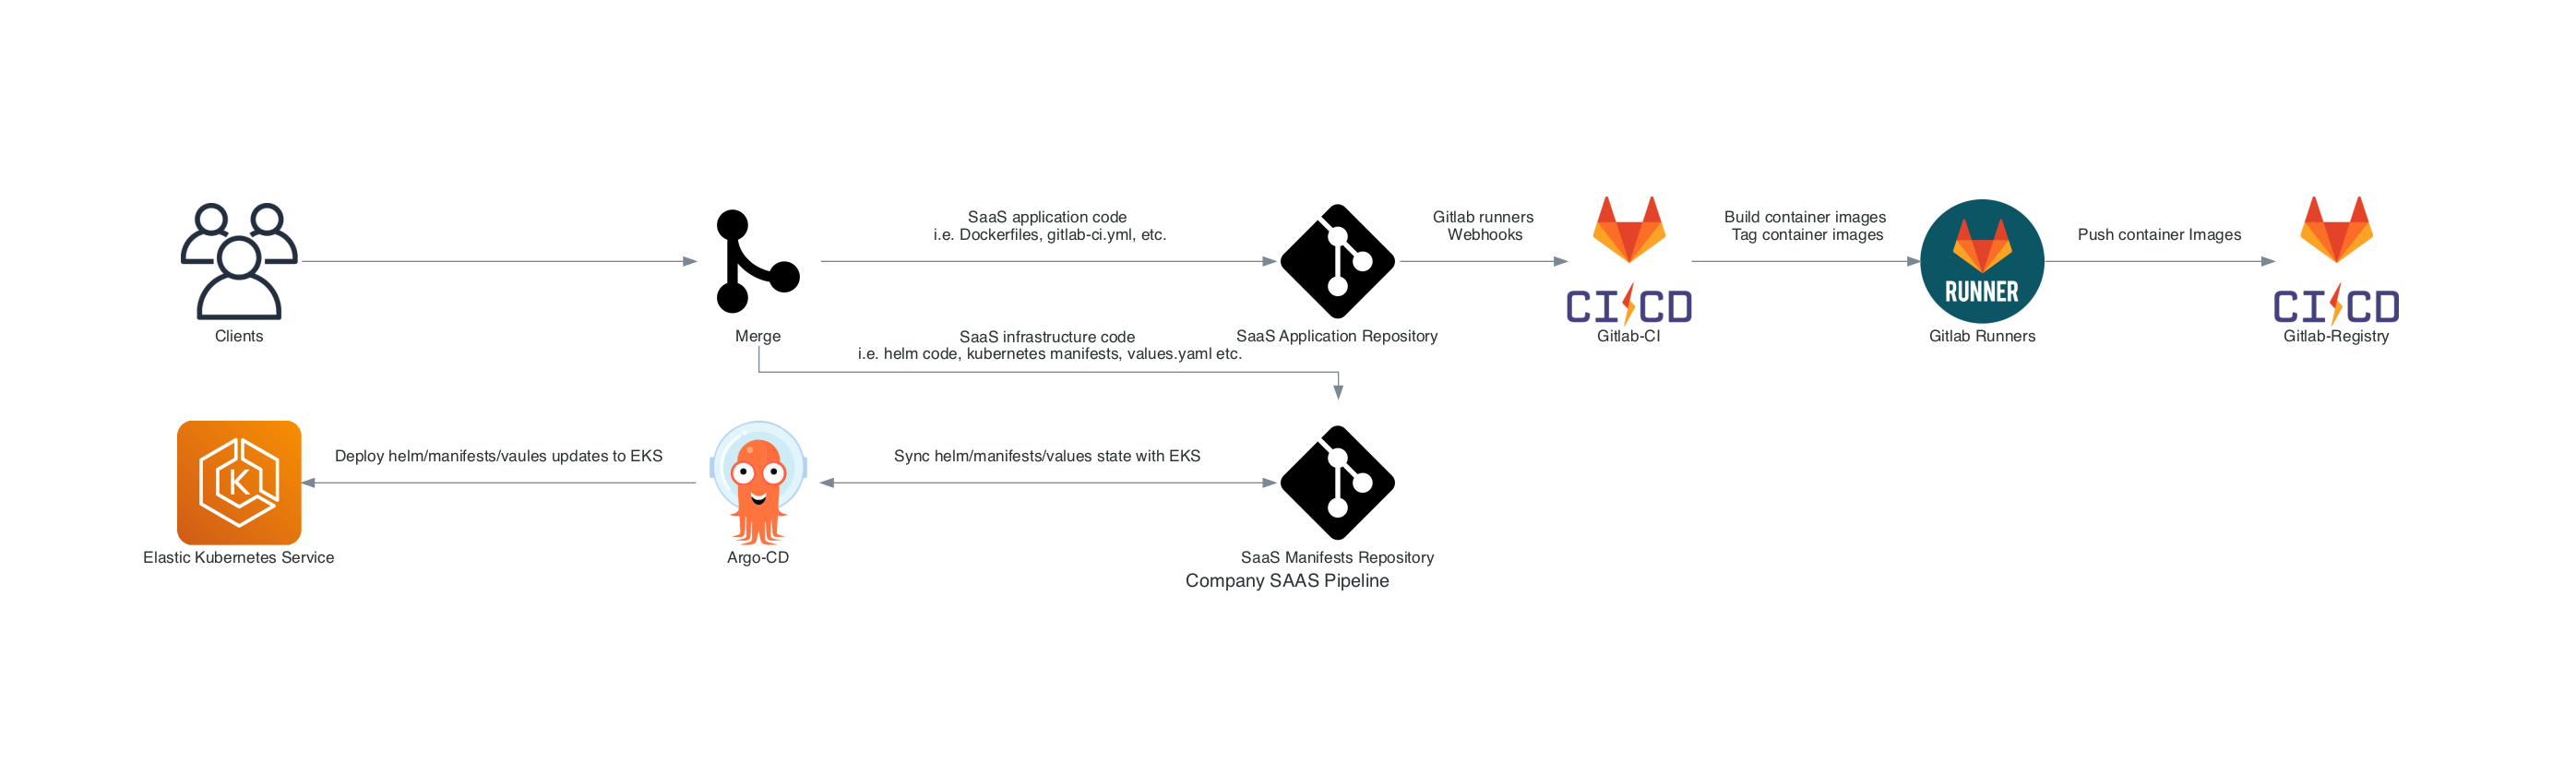 SaaS application code
i.e. Dockerfiles, gitlab-ci.yml, etc.
Gitlab runners
Webhooks
Build container images
Tag container images
Push container Images
CI CD
RUNNER
CI CD
Clients
Merge
SaaS Application Repository
Gitlab-CI
Gitlab Runners
Gitlab-Registry
SaaS infrastructure code
i.e. helm code, kubernetes manifests, values.yaml etc.
Deploy helm/manifests/vaules updates to EKS
Sync helm/manifests/values state with EKS
K
Elastic Kubernetes Service
Argo-CD
SaaS Manifests Repository
Company SAAS Pipeline